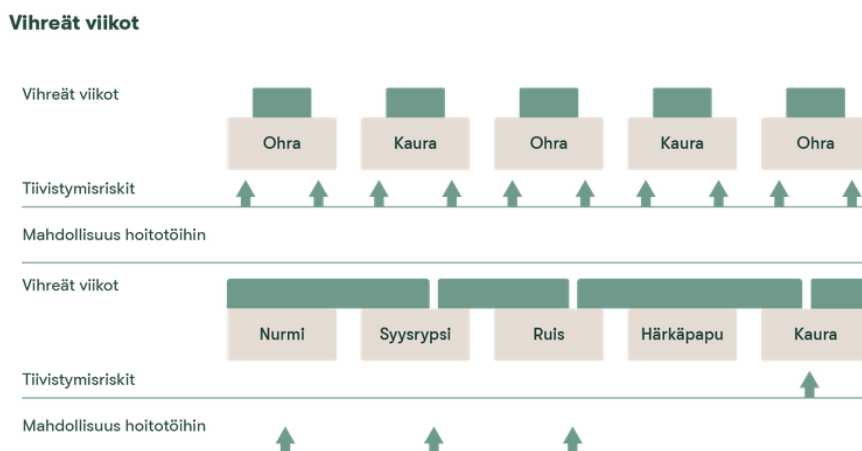 Vihreät viikot
Vihreät viikot
Ohra Kaura Ohra Kaura Ohra
Tiivistymisriskit
Mahdollisuus hoitotöihin
Vihreät viikot
Nurmi Syysrypsi Ruis Härkäpapu Kaura
Tiivistymisriskit
Mahdollisuus hoitotöihin